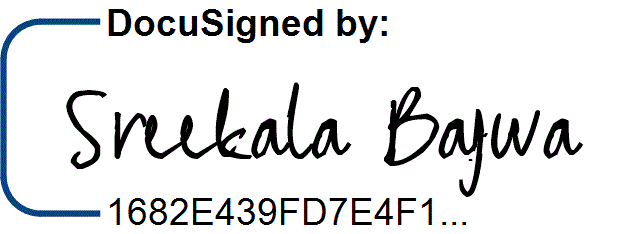 DocuSigned by:
Sreekala Bajwa
1682E439FD7E4F1...